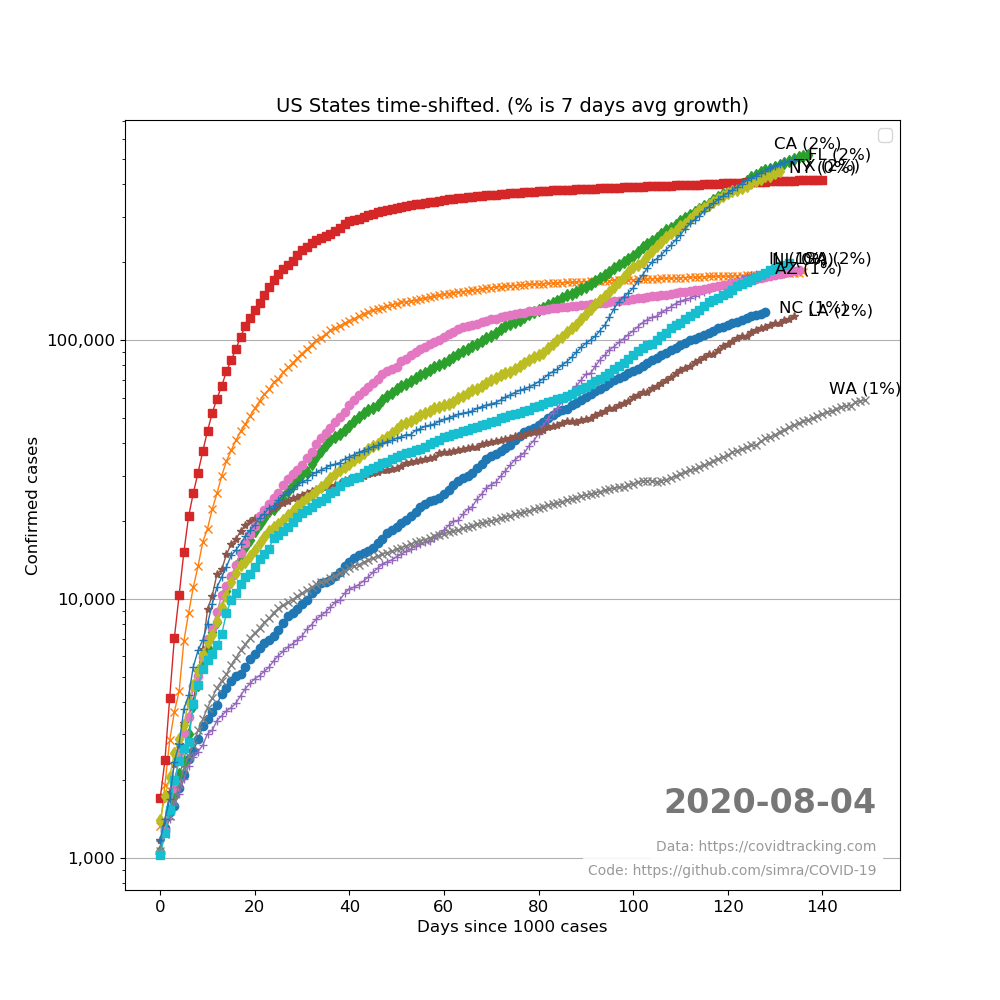 US States time-shifted. (% is 7 days avg growth)
CA (2%)
FL (2%)
NY (0%)
AZ (1%)
NC (1%)
LA (2%)
WA (1%)
100,000
10,000
1,000
Confirmed cases
2020-08-04
Data: https://covidtracking.com
Code: https://github.com/simra/COVID-19
0 20 40 60 80 100 120 140
Days since 1000 cases